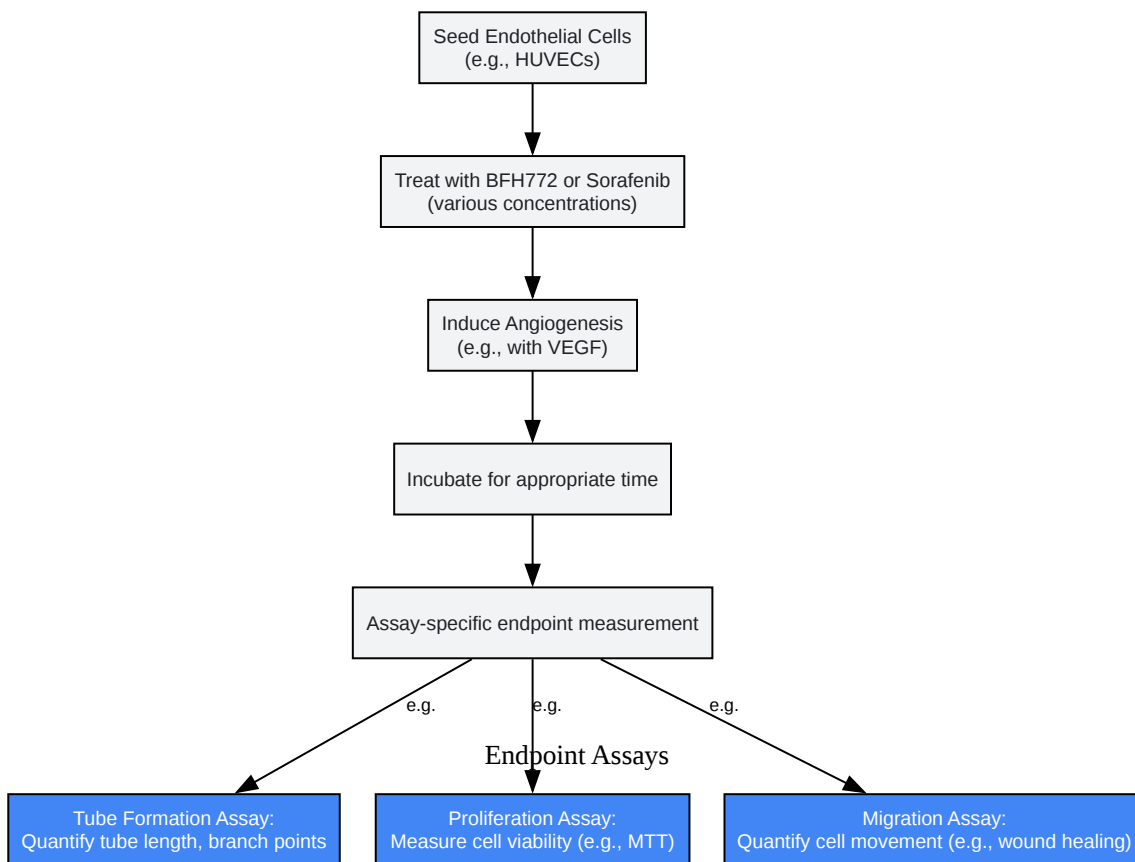 Seed Endothelial Cells
(e.g., HUVECs)
Treat with BFH772 or Sorafenib
(various concentrations)
Induce Angiogenesis
(e.g., with VEGF)
Incubate for appropriate time
Assay-specific endpoint measurement
e.g.
e.g.
e.g.
Endpoint Assays
Tube Formation Assay:
Quantify tube length, branch points
Proliferation Assay:
Measure cell viability (e.g., MTT)
Migration Assay:
Quantify cell movement (e.g., wound healing)